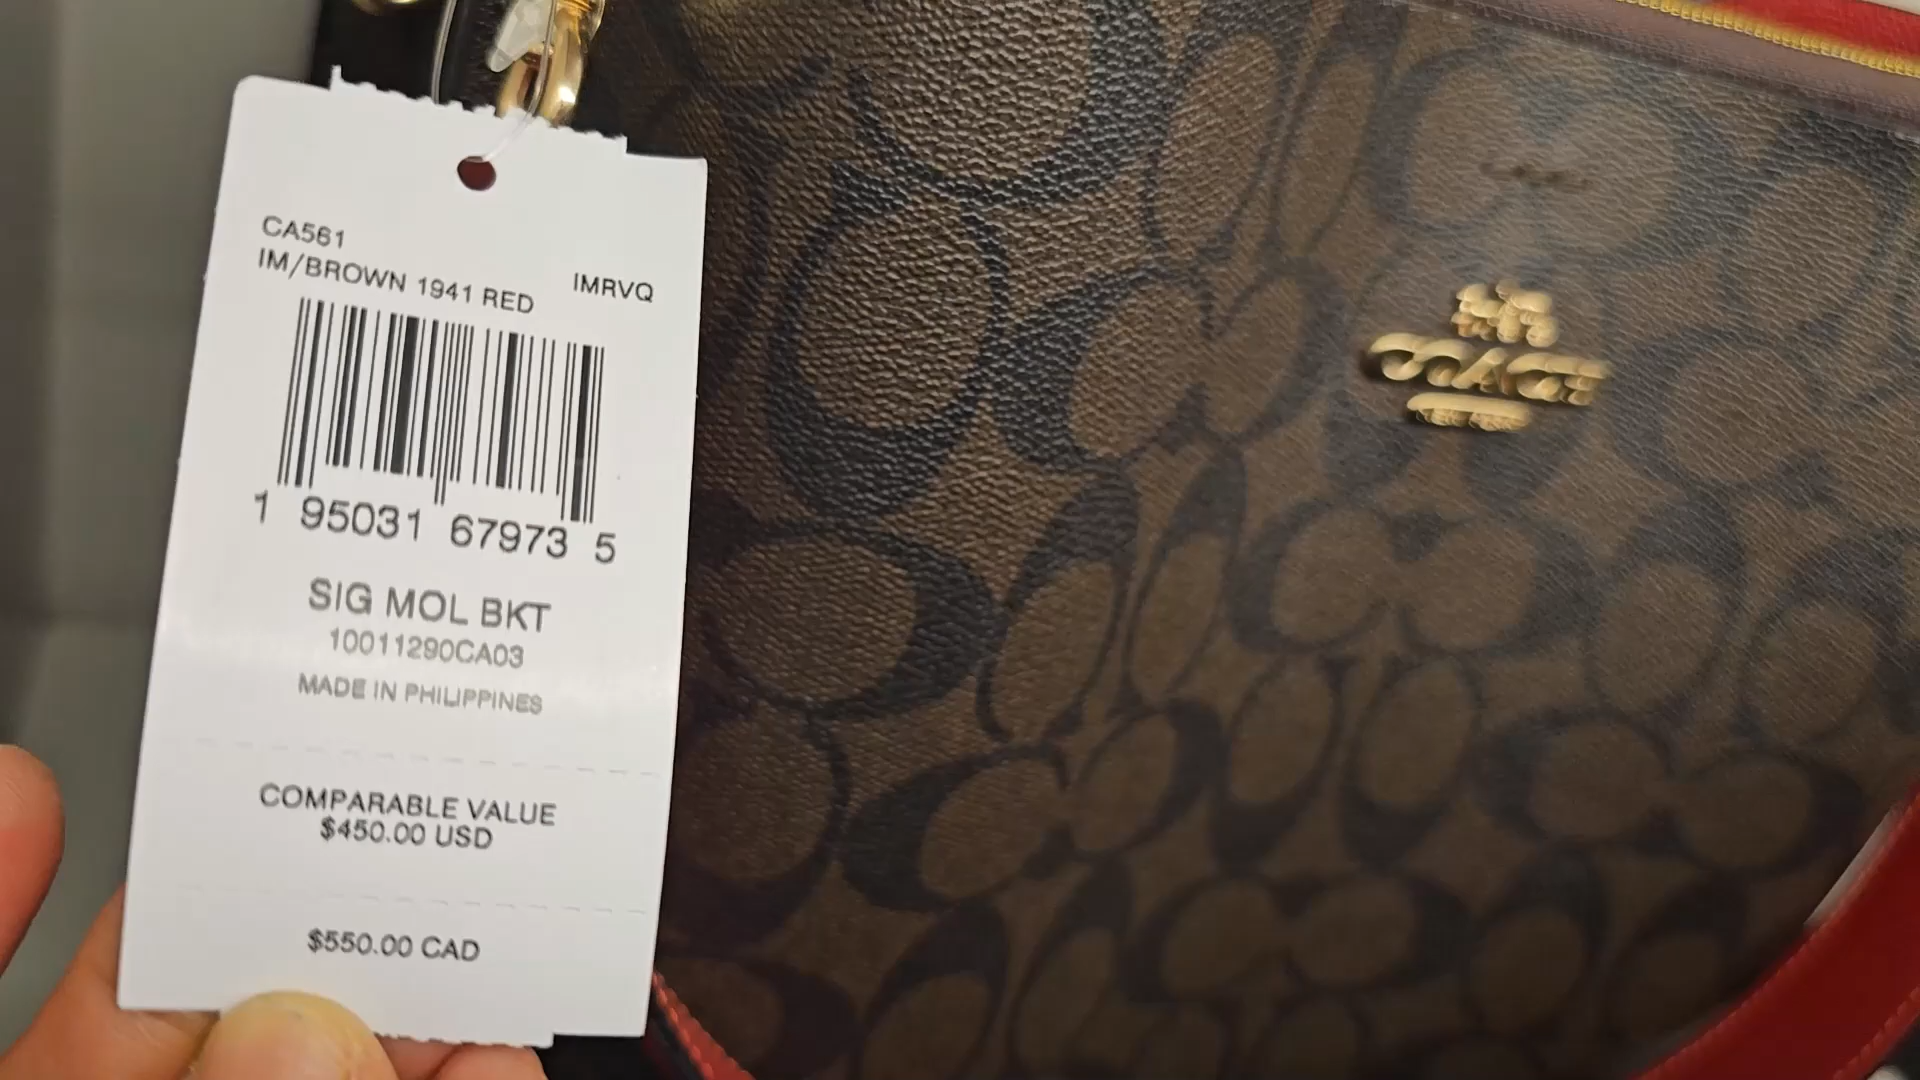 CA561
IM/BROWN 1941 RED IMRVQ
1 95031 67973 5
SIG MOL BKT
10011290CA03
MADE IN PHILIPPINES
COMPARABLE VALUE
$450.00 USD
$550.00 CAD
COACH